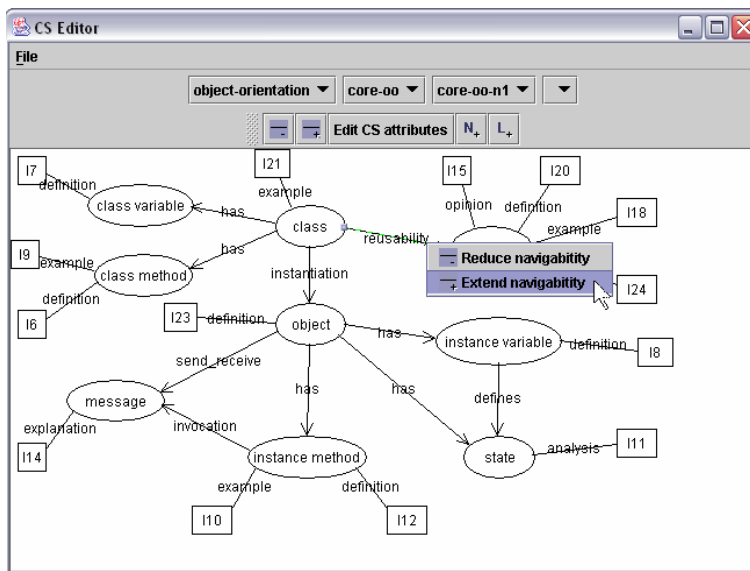 CS Editor
File
object-orientation core-oo core-oo-n1
Edit CS attributes N+ L+
I7 I21 I15 I20
definition example opinion definition I18
class variable has class reusability example
I9 has
example class method
definition instantiation
Reduce navigabitity
Extend navigabitity I24
I6 I23 definition object has instance variable definition I8
send_receive
message has has defines
explanation invocation
I14 instance method state analysis I11
example definition
I10 I12